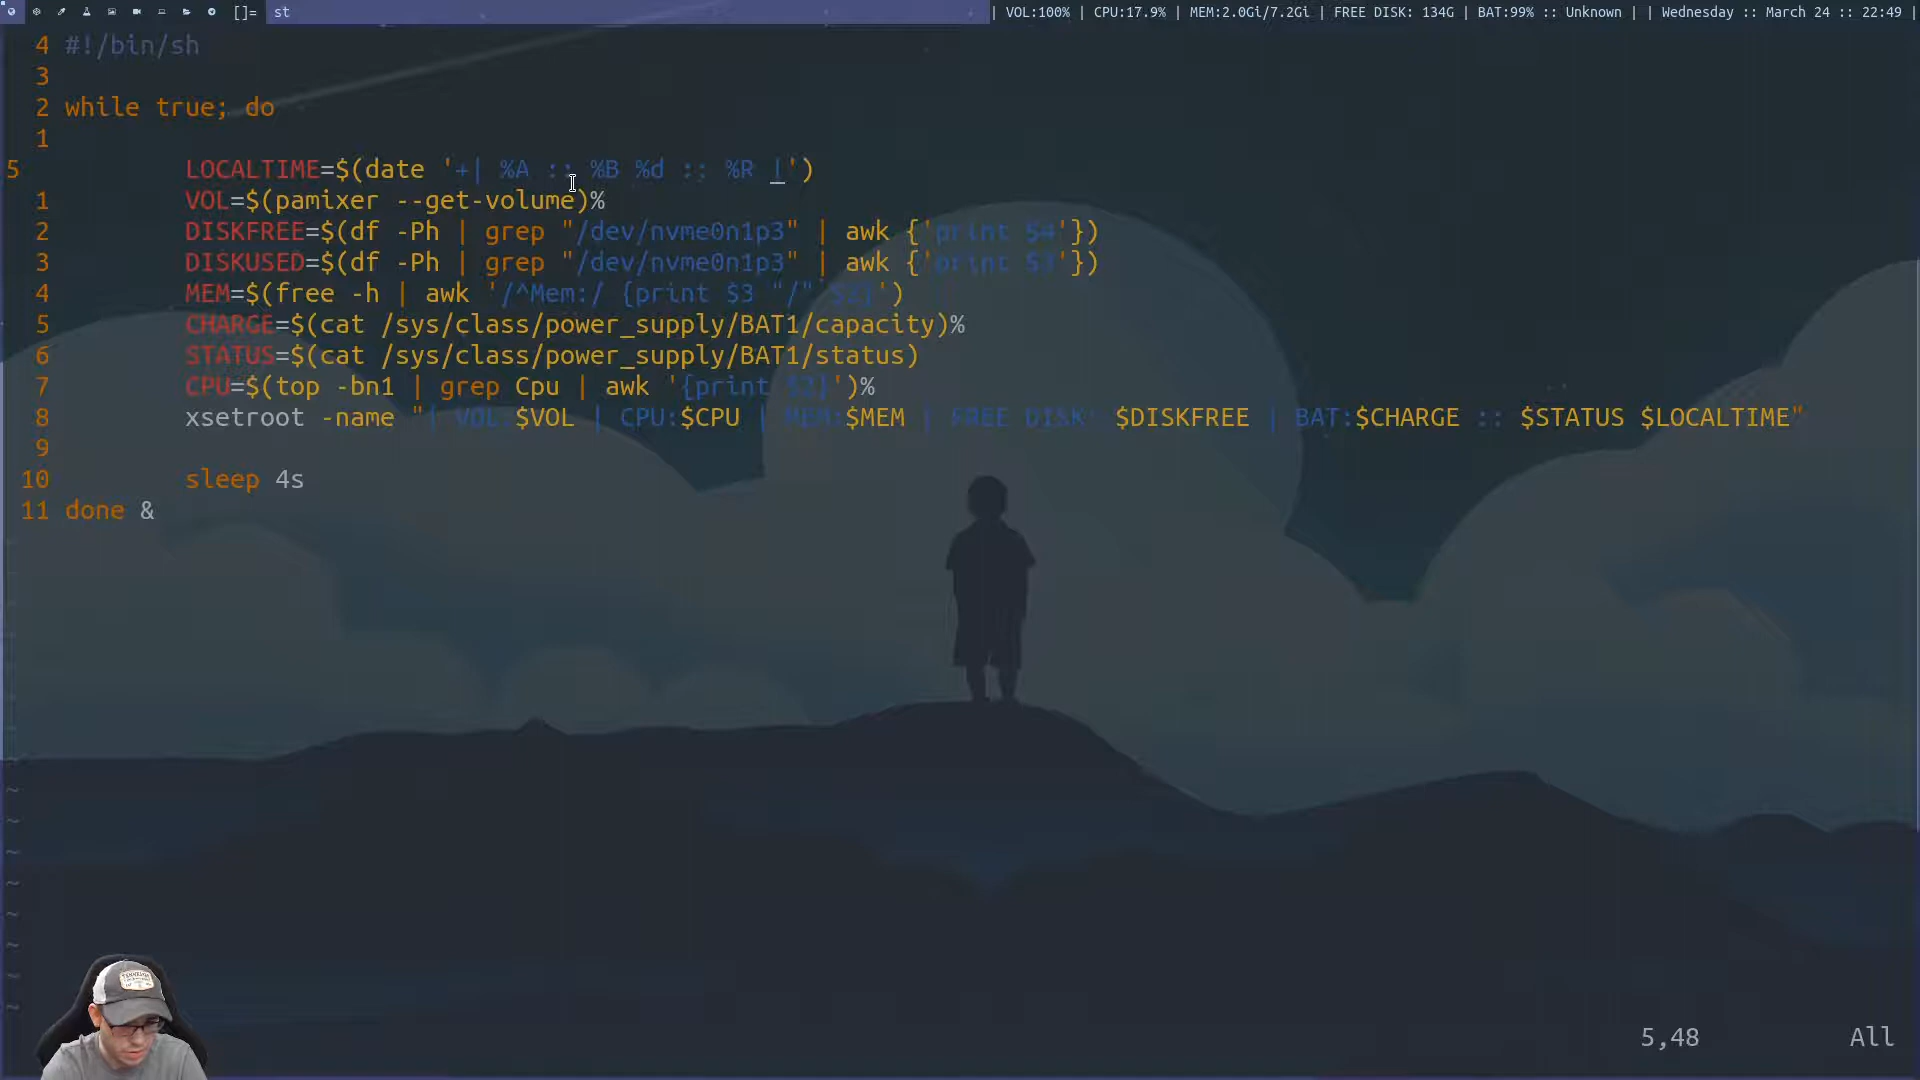 []= st | VOL:100% | CPU:17.9% | MEM:2.0Gi/7.2Gi | FREE DISK: 134G | BAT:99% :: Unknown | | Wednesday :: March 24 :: 22:49 |
4 #!/bin/sh
3
2 while true; do
1
5 LOCALTIME=$(date '+| %A :: %B %d :: %R |')
1 VOL=$(pamixer --get-volume)%
2 DISKFREE=$(df -Ph | grep "/dev/nvme0n1p3" | awk {'print $4'})
3 DISKUSED=$(df -Ph | grep "/dev/nvme0n1p3" | awk {'print $3'})
4 MEM=$(free -h | awk '/^Mem:/ {print $3 "/" $2}')
5 CHARGE=$(cat /sys/class/power_supply/BAT1/capacity)%
6 STATUS=$(cat /sys/class/power_supply/BAT1/status)
7 CPU=$(top -bn1 | grep Cpu | awk '{print $2}')%
8 xsetroot -name "| VOL:$VOL | CPU:$CPU | MEM:$MEM | FREE DISK: $DISKFREE | BAT:$CHARGE :: $STATUS $LOCALTIME"
9
10 sleep 4s
11 done &
~
~
~
~
~
~
~
~
5,48 All